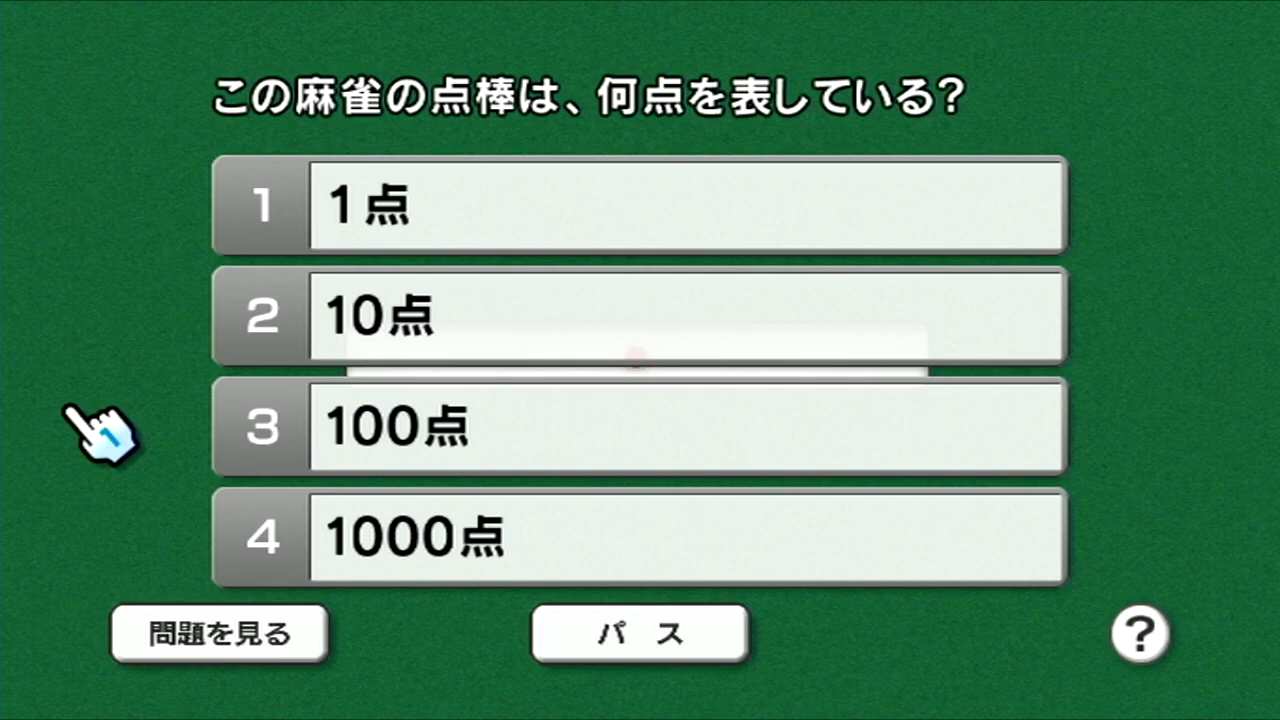 この麻雀の点棒は、何点を表している?
1 1点
2 10点
3 100点
1
4 1000点
問題を見る パス ?